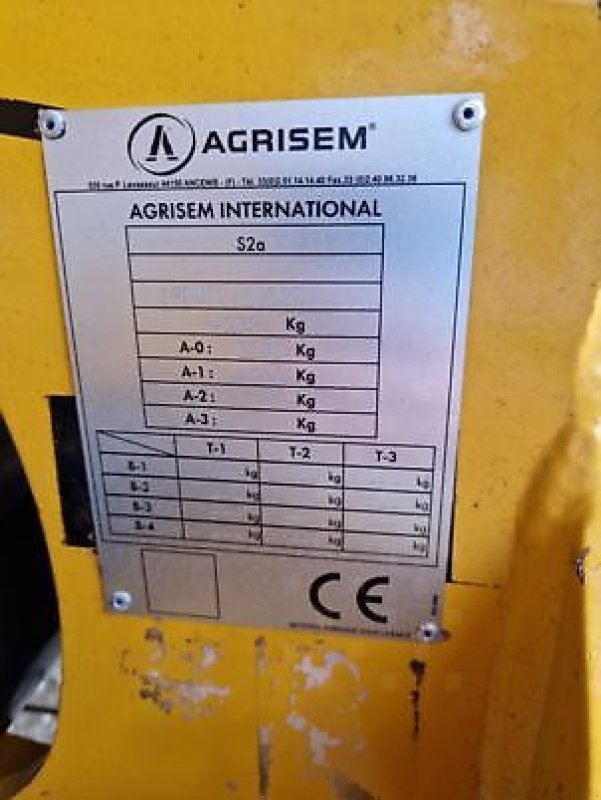 AGRISEM®
AGRISEM INTERNATIONAL
S2a
Kg
A-0: Kg
A-1: Kg
A-2: Kg
A-3: Kg
T-1 T-2 T-3
B-1 kg kg kg
B-2 kg kg kg
B-3 kg kg kg
B-4 kg kg kg
CE